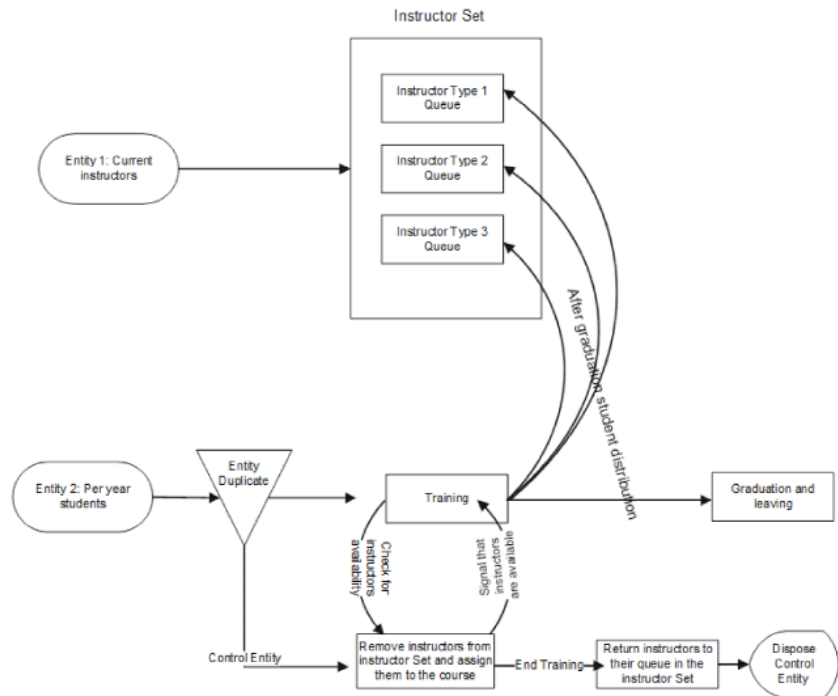 Instructor Set
Instructor Type 1
Queue
Entity 1: Current
instructors
Instructor Type 2
Queue
Instructor Type 3
Queue
After graduation student distribution
Entity
Duplicate
Entity 2: Per year
students
Training
Graduation and
leaving
Check for
instructors
availability
Signal that
instructors
are available
Control Entity
Remove instructors from
instructor Set and assign
them to the course
End Training
Return instructors to
their queue in the
instructor Set
Dispose
Control
Entity